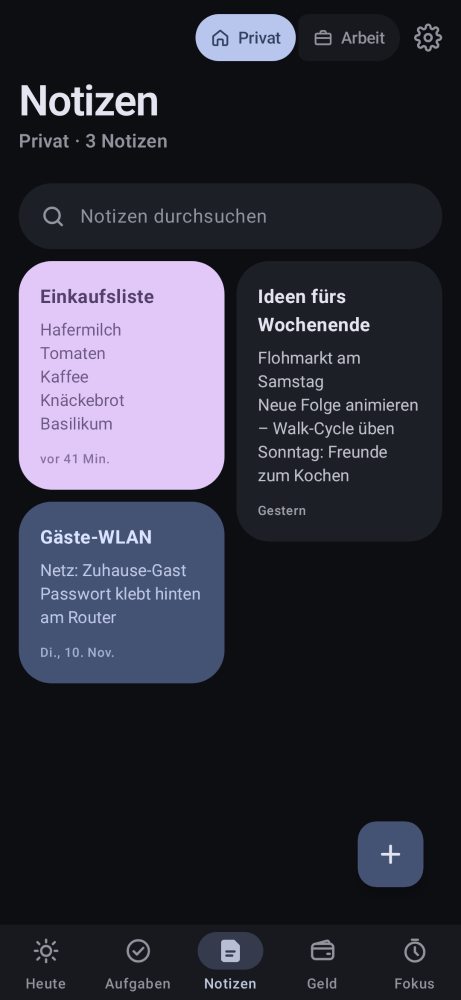 Privat
Arbeit
Notizen
Privat · 3 Notizen
Notizen durchsuchen
Einkaufsliste
Hafermilch
Tomaten
Kaffee
Knäckebrot
Basilikum
vor 41 Min.
Ideen fürs
Wochenende
Flohmarkt am
Samstag
Neue Folge animieren
– Walk-Cycle üben
Sonntag: Freunde
zum Kochen
Gestern
Gäste-WLAN
Netz: Zuhause-Gast
Passwort klebt hinten
am Router
Di., 10. Nov.
Heute
Aufgaben
Notizen
Geld
Fokus